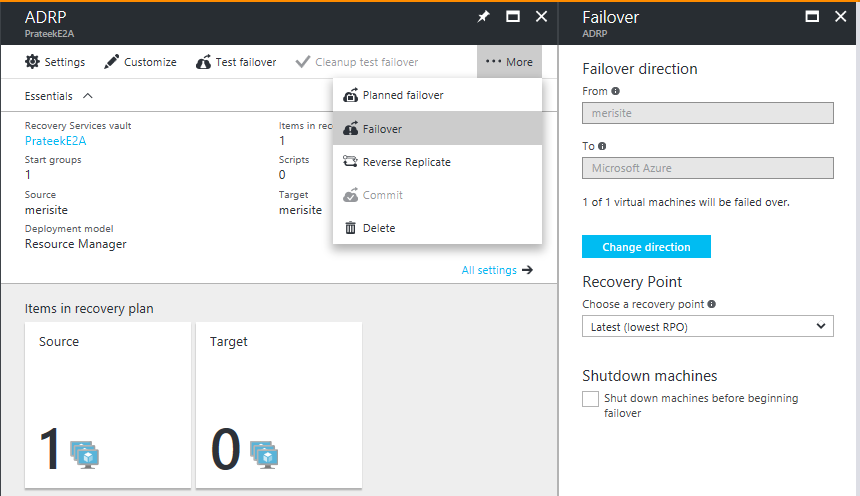 ADRP
PrateekE2A
Settings
Customize
Test failover
Cleanup test failover
More
Essentials
Planned failover
Failover
Reverse Replicate
Commit
Delete
Recovery Services vault
PrateekE2A
Start groups
1
Source
merisite
Deployment model
Resource Manager
Items in rec
1
Scripts
0
Target
merisite
All settings
Items in recovery plan
Source
1
Target
0
Failover
ADRP
Failover direction
From
merisite
To
Microsoft Azure
1 of 1 virtual machines will be failed over.
Change direction
Recovery Point
Choose a recovery point
Latest (lowest RPO)
Shutdown machines
Shut down machines before beginning
failover